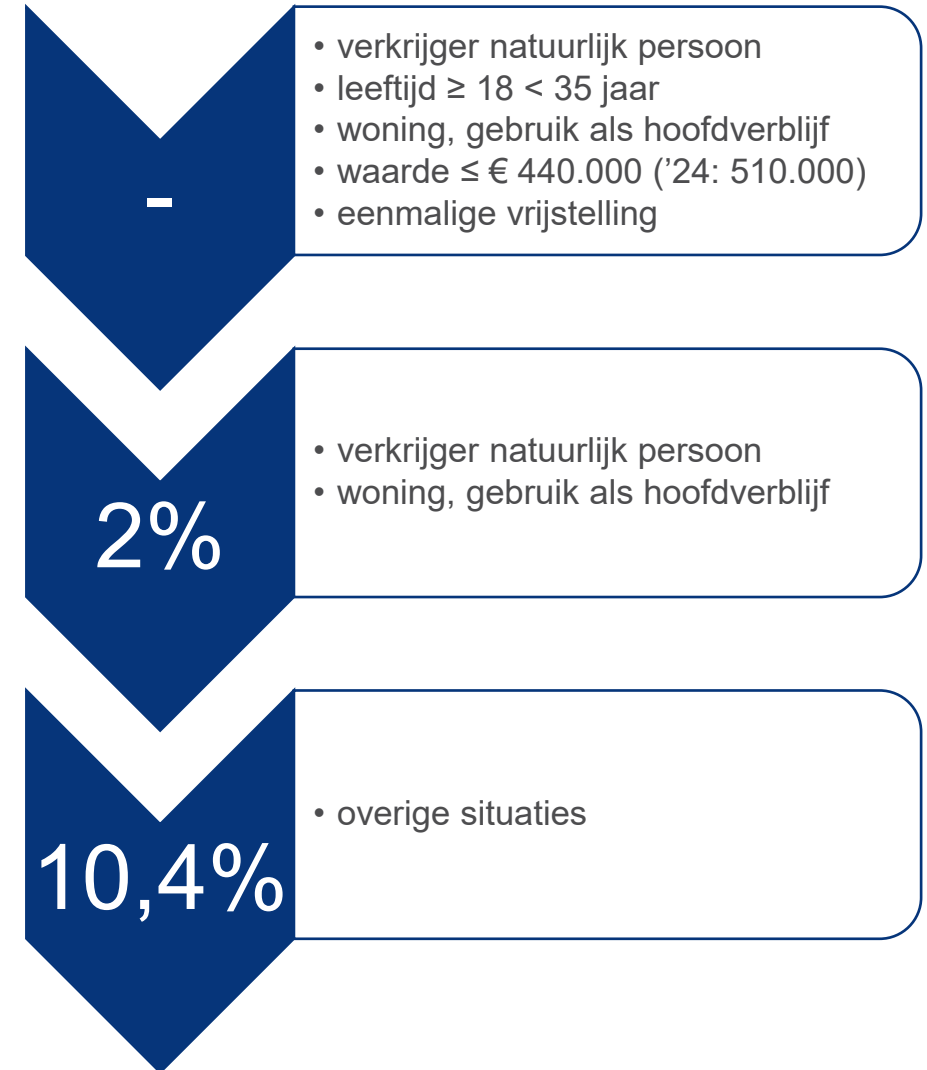 -
• verkrijger natuurlijk persoon
• leeftijd ≥ 18 < 35 jaar
• woning, gebruik als hoofdverblijf
• waarde ≤ € 440.000 (’24: 510.000)
• eenmalige vrijstelling
2%
• verkrijger natuurlijk persoon
• woning, gebruik als hoofdverblijf
10,4%
• overige situaties